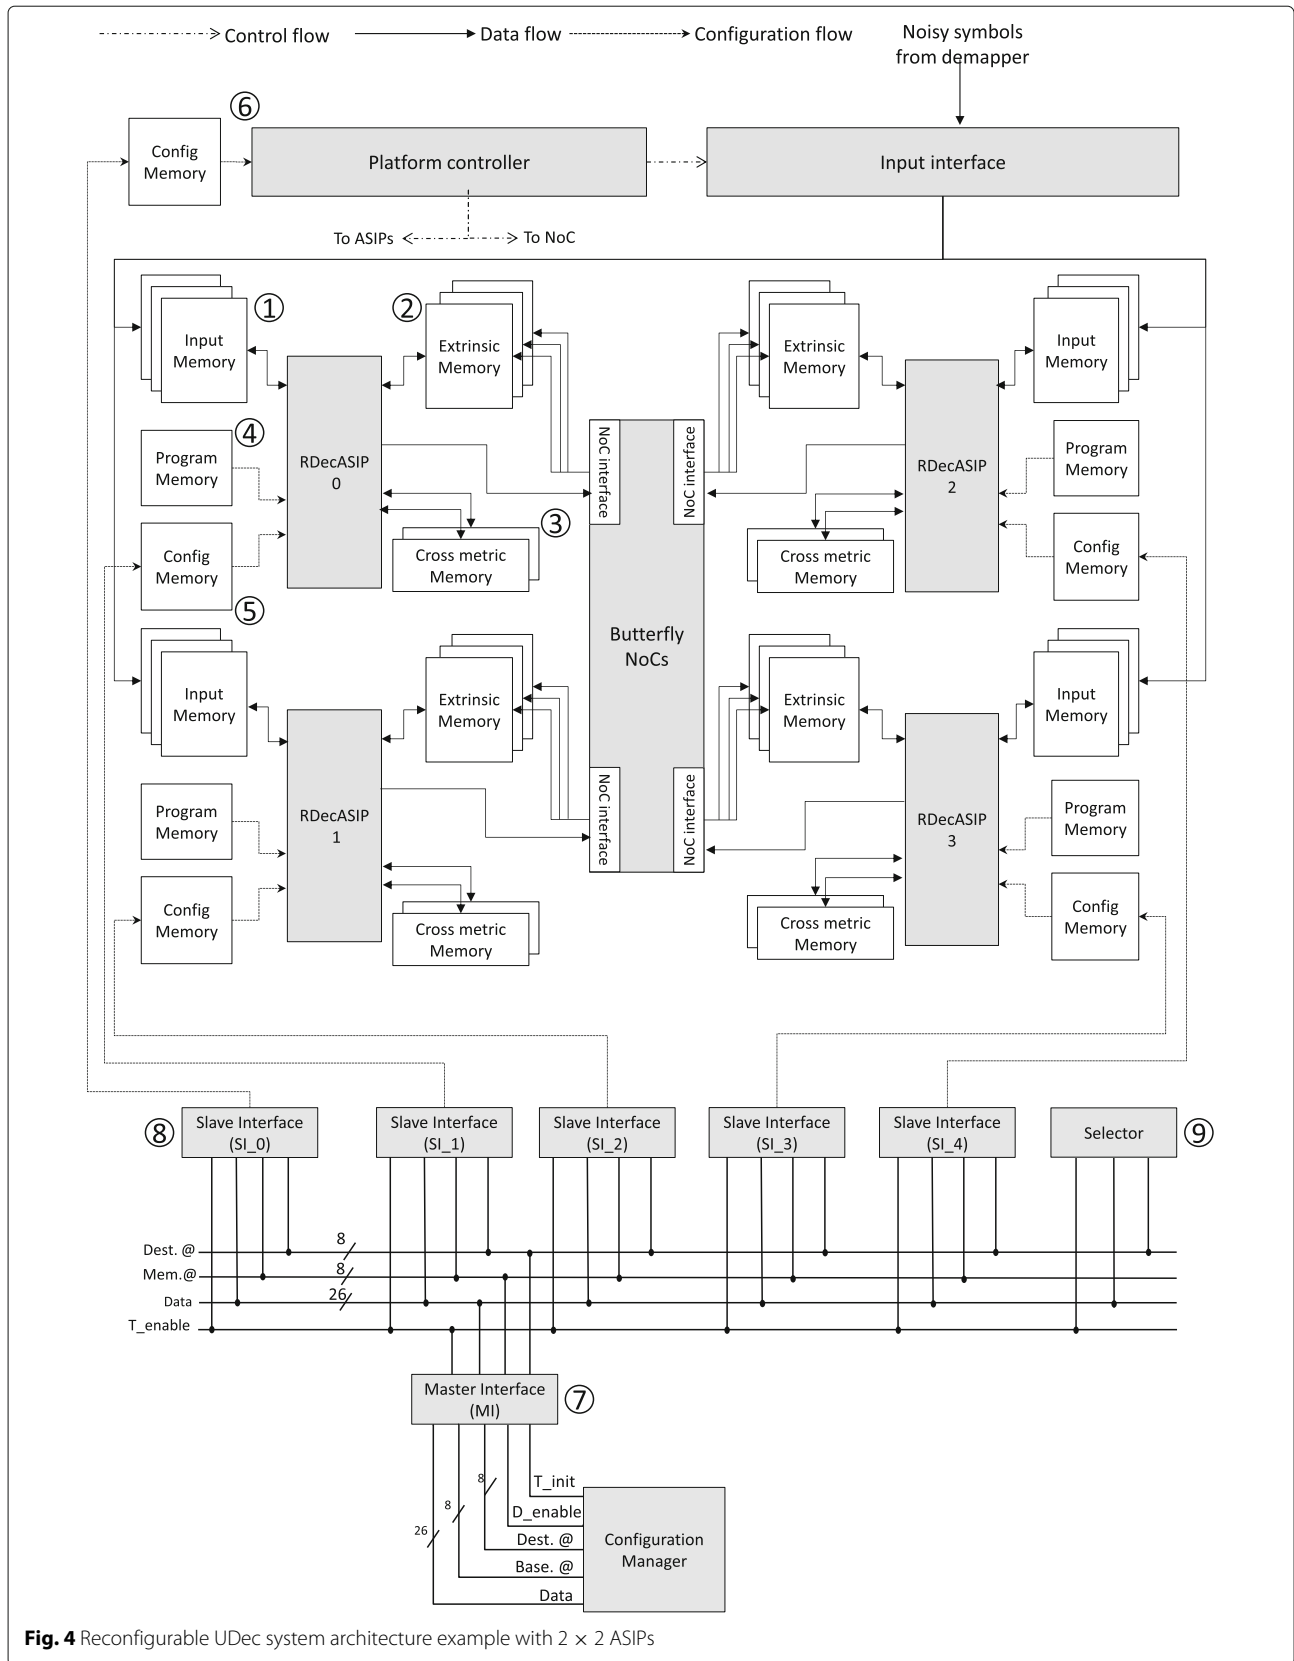 Control flow
Data flow
Configuration flow
Noisy symbols
from demapper
⑥
Config
Memory
Platform controller
Input interface
To ASIPs
To NoC
①
②
Input
Memory
Extrinsic
Memory
Extrinsic
Memory
Input
Memory
④
Program
Memory
RDecASIP
0
NoC interface
NoC interface
RDecASIP
2
Program
Memory
③
Config
Memory
Cross metric
Memory
Cross metric
Memory
Config
Memory
⑤
Butterfly
NoCs
Input
Memory
Extrinsic
Memory
Extrinsic
Memory
Input
Memory
Program
Memory
RDecASIP
1
NoC interface
NoC interface
RDecASIP
3
Program
Memory
Config
Memory
Cross metric
Memory
Cross metric
Memory
Config
Memory
⑧
Slave Interface
(SI_0)
Slave Interface
(SI_1)
Slave Interface
(SI_2)
Slave Interface
(SI_3)
Slave Interface
(SI_4)
Selector
⑨
Dest. @
8
Mem.@
8
Data
26
T_enable
Master Interface
(MI)
⑦
T_init
8
D_enable
8
Dest. @
26
Base. @
Data
Configuration
Manager
Fig. 4 Reconfigurable UDec system architecture example with 2 × 2 ASIPs